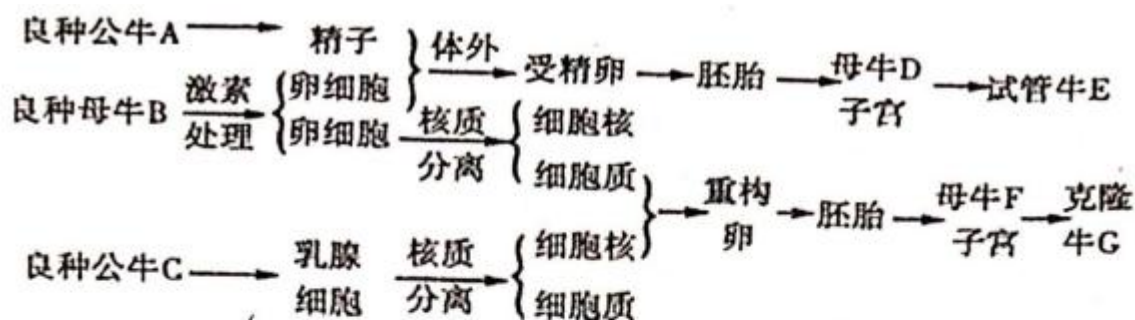 良种公牛A 精子
体外 受精卵 胚胎 母牛D 试管牛E
子宫
良种母牛B 激素 卵细胞
处理 卵细胞 核质 细胞核
分离 细胞质
重构 胚胎 母牛F 克隆
卵 子宫 牛G
良种公牛C 乳腺 核质 细胞核
细胞 分离 细胞质